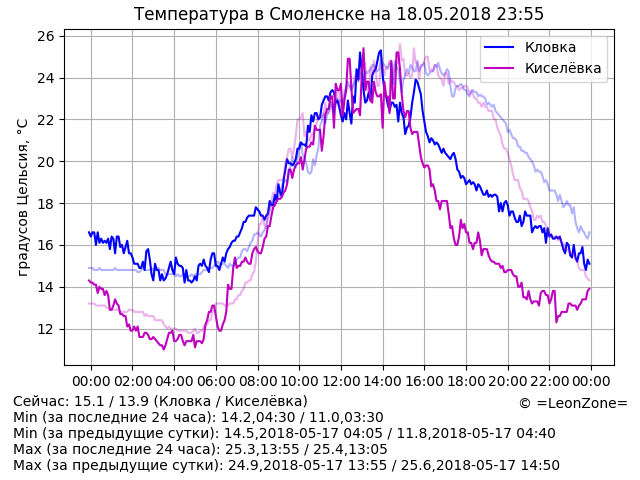 Температура в Смоленске на 18.05.2018 23:55
градусов Цельсия, °C
26
24
22
20
18
16
14
12
Кловка
Киселёвка
00:00 02:00 04:00 06:00 08:00 10:00 12:00 14:00 16:00 18:00 20:00 22:00 00:00
Сейчас: 15.1 / 13.9 (Кловка / Киселёвка)
© =LeonZone=
Min (за последние 24 часа): 14.2,04:30 / 11.0,03:30
Min (за предыдущие сутки): 14.5,2018-05-17 04:05 / 11.8,2018-05-17 04:40
Max (за последние 24 часа): 25.3,13:55 / 25.4,13:05
Max (за предыдущие сутки): 24.9,2018-05-17 13:55 / 25.6,2018-05-17 14:50